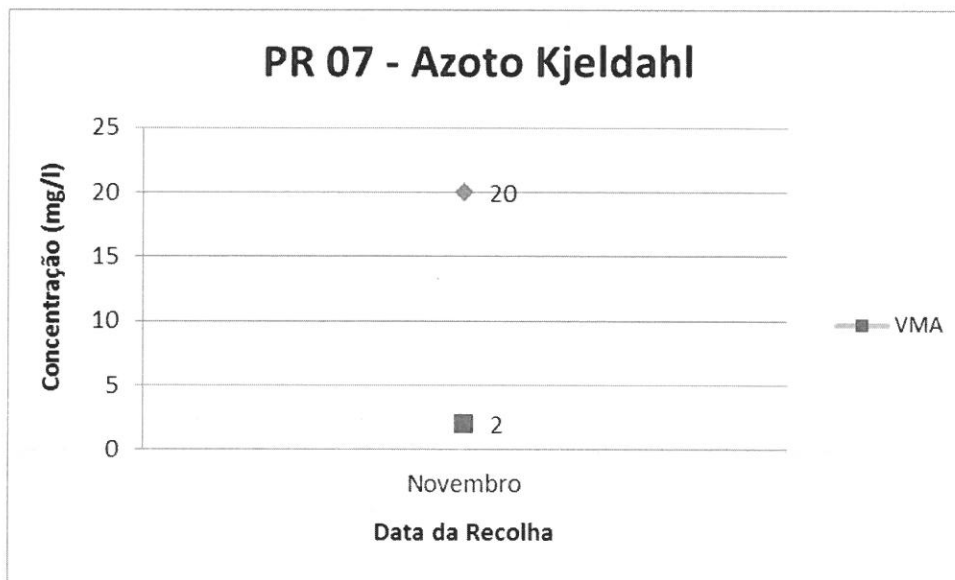 PR 07 - Azoto Kjeldahl
Concentração (mg/l)
25
20
15
10
5
0
20
2
Novembro
Data da Recolha
VMA